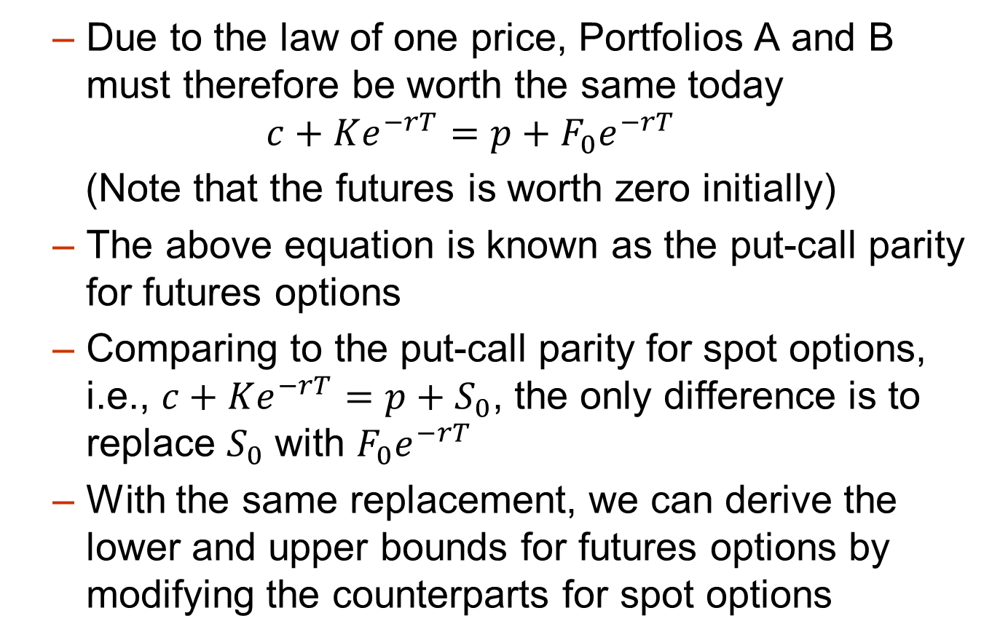 – Due to the law of one price, Portfolios A and B
must therefore be worth the same today
𝑐 + 𝐾𝑒^{−𝑟𝑇} = 𝑝 + 𝐹₀𝑒^{−𝑟𝑇}
(Note that the futures is worth zero initially)
– The above equation is known as the put-call parity
for futures options
– Comparing to the put-call parity for spot options,
i.e., 𝑐 + 𝐾𝑒^{−𝑟𝑇} = 𝑝 + 𝑆₀, the only difference is to
replace 𝑆₀ with 𝐹₀𝑒^{−𝑟𝑇}
– With the same replacement, we can derive the
lower and upper bounds for futures options by
modifying the counterparts for spot options